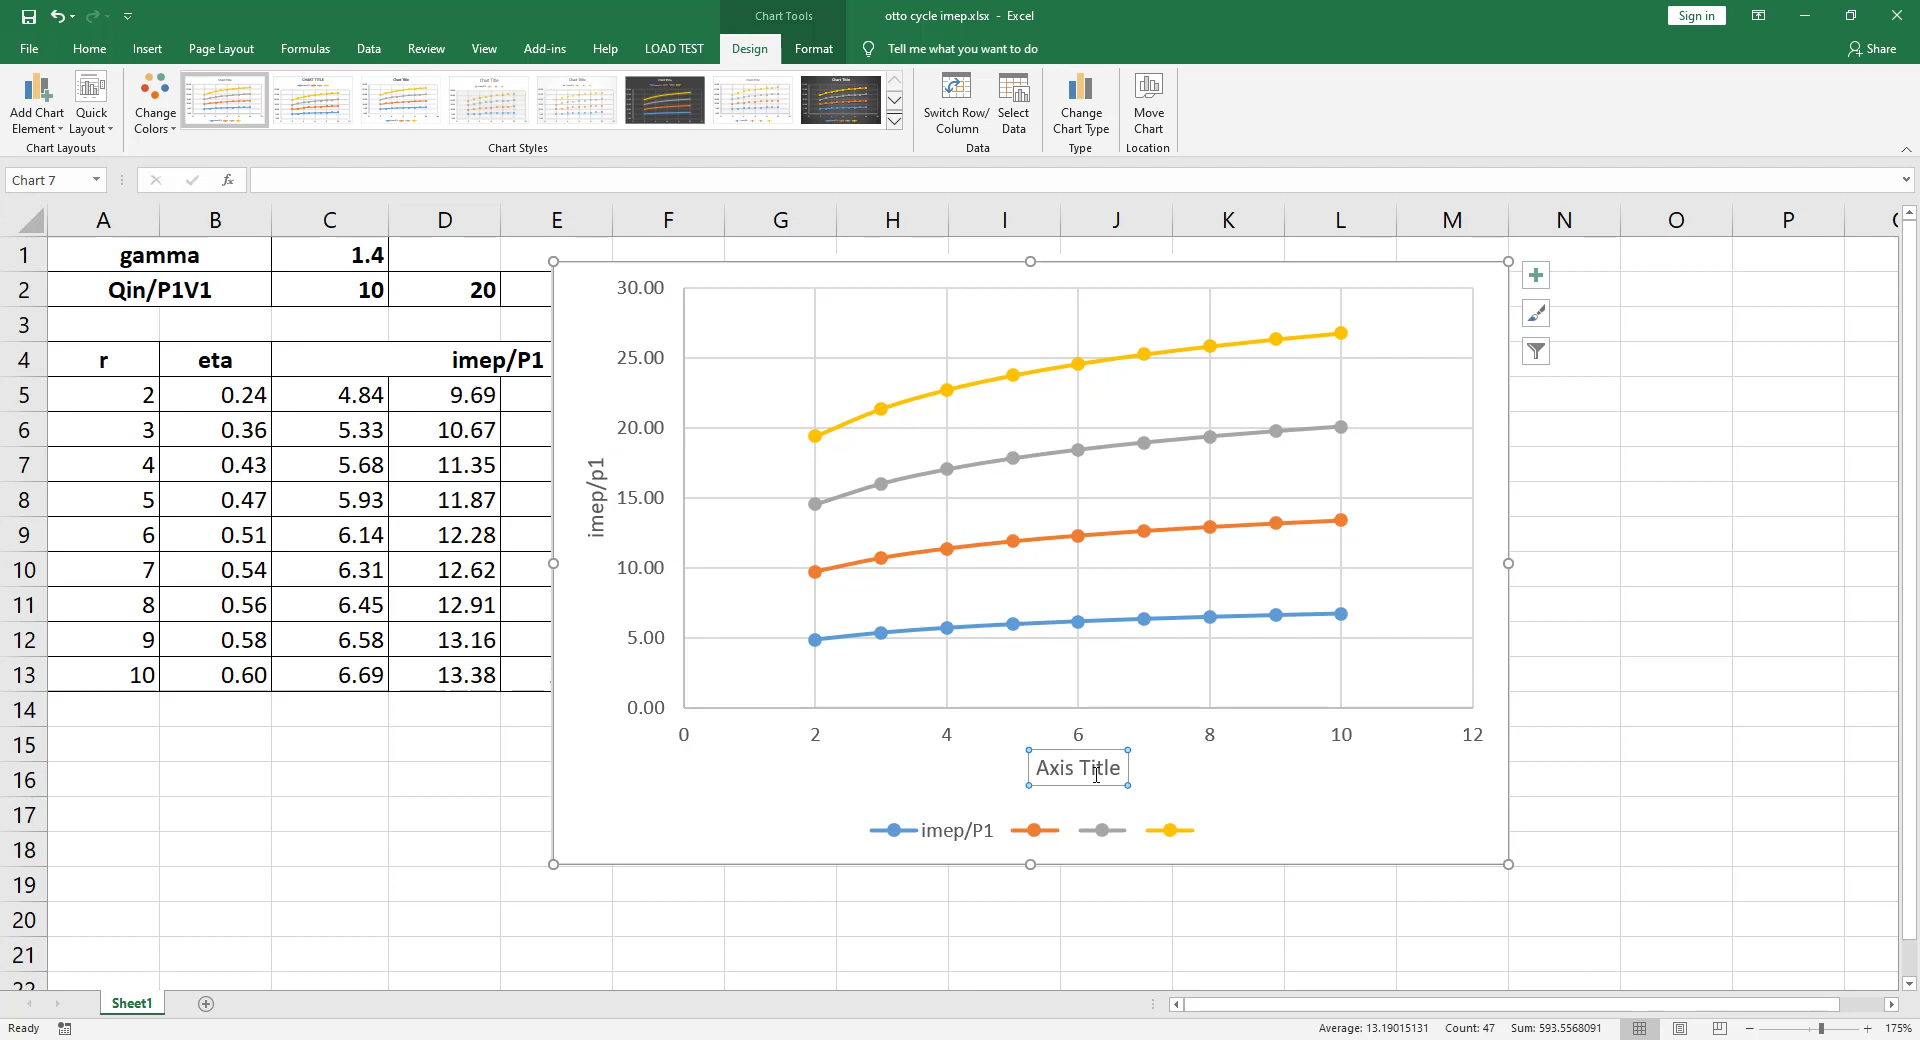 Chart Tools
otto cycle imep.xlsx - Excel
Sign in
File Home Insert Page Layout Formulas Data Review View Add-ins Help LOAD TEST Design Format Tell me what you want to do Share
Add Chart Element
Quick Layout
Chart Layouts
Change Colors
Chart Styles
Switch Row/ Column
Select Data
Data
Change Chart Type
Type
Move Chart
Location
Chart 7
fx
A B C D E F G H I J K L M N O P
1 gamma 1.4
2 Qin/P1V1 10 20
3
4 r eta imep/P1
5 2 0.24 4.84 9.69
6 3 0.36 5.33 10.67
7 4 0.43 5.68 11.35
8 5 0.47 5.93 11.87
9 6 0.51 6.14 12.28
10 7 0.54 6.31 12.62
11 8 0.56 6.45 12.91
12 9 0.58 6.58 13.16
13 10 0.60 6.69 13.38
14
15
16
17
18
19
20
21
22
30.00
25.00
20.00
15.00
10.00
5.00
0.00
imep/p1
0 2 4 6 8 10 12
Axis Title
imep/P1
Sheet1
Ready
Average: 13.19015131 Count: 47 Sum: 593.5568091
175%